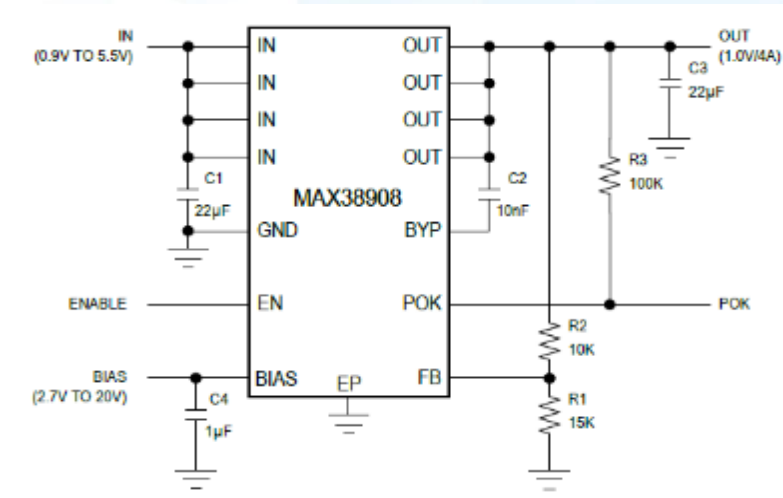 IN
(0.9V TO 5.5V)
IN
OUT
OUT
(1.0V/4A)
IN
OUT
C3
22µF
IN
OUT
IN
OUT
R3
100K
C1
22µF
MAX38908
C2
10nF
GND
BYP
ENABLE
EN
POK
POK
R2
10K
BIAS
(2.7V TO 20V)
BIAS
EP
FB
C4
1µF
R1
15K